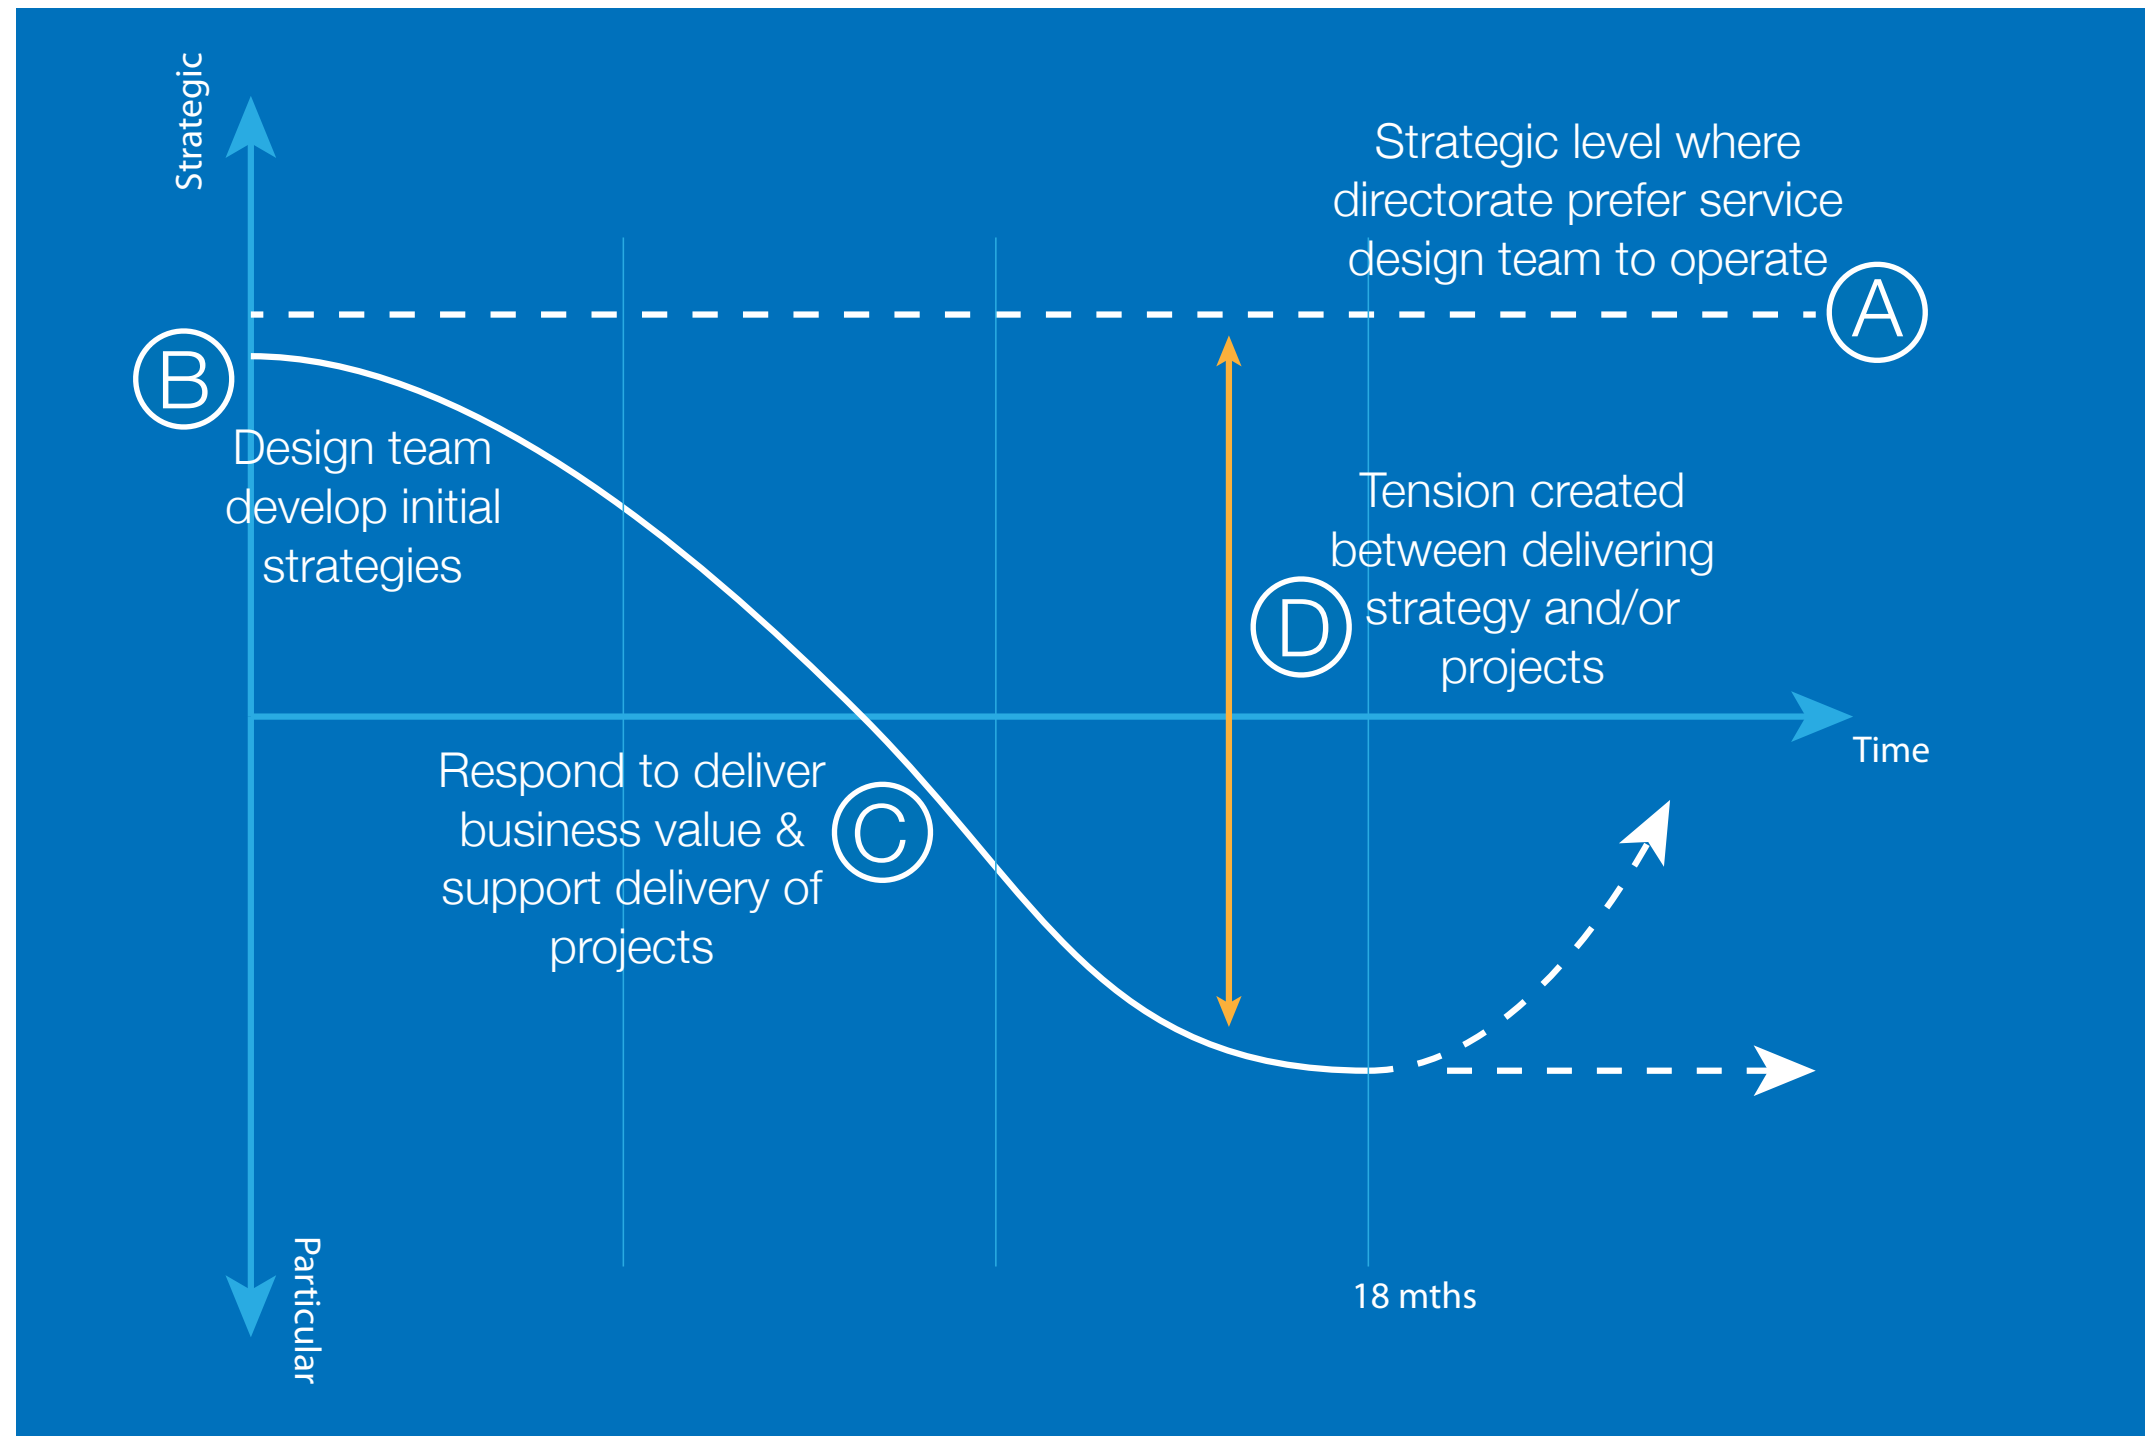 Strategic
Strategic level where
directorate prefer service
design team to operate
A
B
Design team
develop initial
strategies
Tension created
between delivering
strategy and/or
projects
D
Time
Respond to deliver
business value &
support delivery of
projects
C
Particular
18 mths